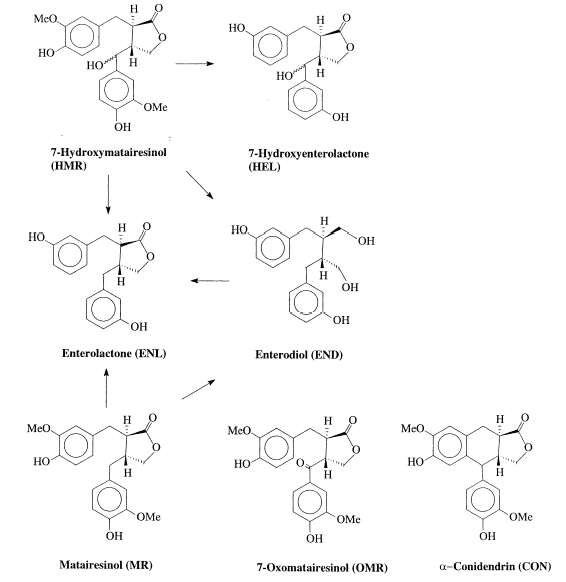 MeO
H
O
O
HO
HO
H
OMe
OH
7-Hydroxymatairesinol
(HMR)
HO
H
O
O
HO
H
OH
7-Hydroxyenterolactone
(HEL)
HO
H
O
O
H
OH
Enterolactone (ENL)
HO
H
OH
H
OH
OH
Enterodiol (END)
MeO
H
O
O
HO
H
OMe
OH
Matairesinol (MR)
MeO
H
O
O
HO
O
H
OMe
OH
7-Oxomatairesinol (OMR)
MeO
H
O
O
HO
H
OMe
OH
α-Conidendrin (CON)